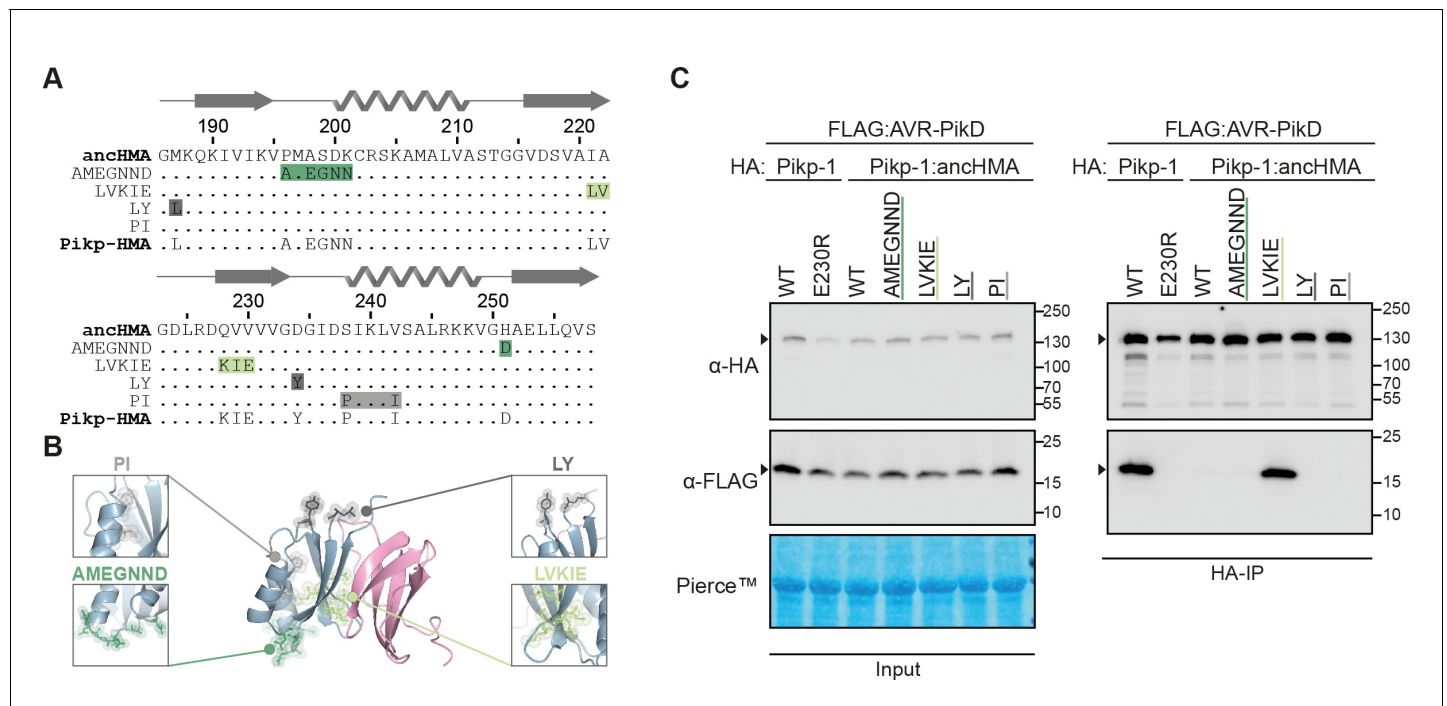 A
190 200 210 220
ancHMA GMKQKIVIKVPMASDKCRSKAMALVASTGGVDSVAIA
AMEGNND ..........A.EGNN.....................
LVKIE ...................................LV
LY .L...................................
PI .....................................
Pikp-HMA .L........A.EGNN...................LV
230 240 250
ancHMA GDLRDQVVVVGDGIDSIKLVSALRKKVGHAELLQVS
AMEGNND ............................D.......
LVKIE .....KIE............................
LY ...........Y........................
PI ...............P...I................
Pikp-HMA .....KIE...Y...P...I........D.......
B
PI
LY
AMEGNND
LVKIE
C
FLAG:AVR-PikD
HA: Pikp-1 Pikp-1:ancHMA
WT E230R WT AMEGNND LVKIE LY PI
α-HA
250
130
100
70
55
α-FLAG
25
15
10
Pierce™
Input
FLAG:AVR-PikD
HA: Pikp-1 Pikp-1:ancHMA
WT E230R WT AMEGNND LVKIE LY PI
250
130
100
70
55
25
15
10
HA-IP